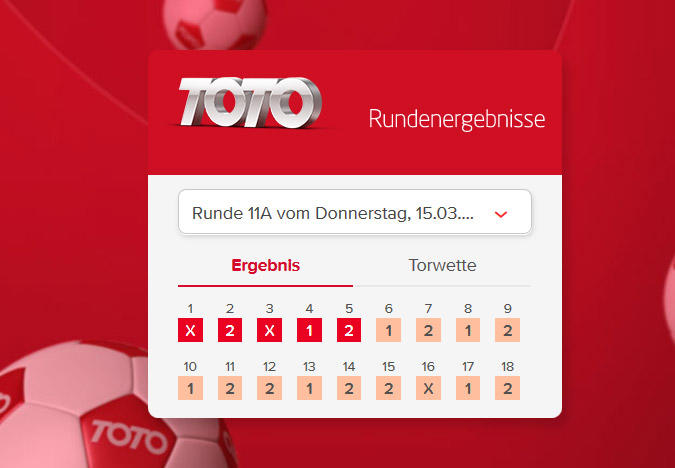 TOTO
Rundenergebnisse
Runde 11A vom Donnerstag, 15.03....
Ergebnis Torwette
1 2 3 4 5 6 7 8 9
X 2 X 1 2 1 2 1 2
10 11 12 13 14 15 16 17 18
1 2 2 1 2 2 X 1 2
TOTO